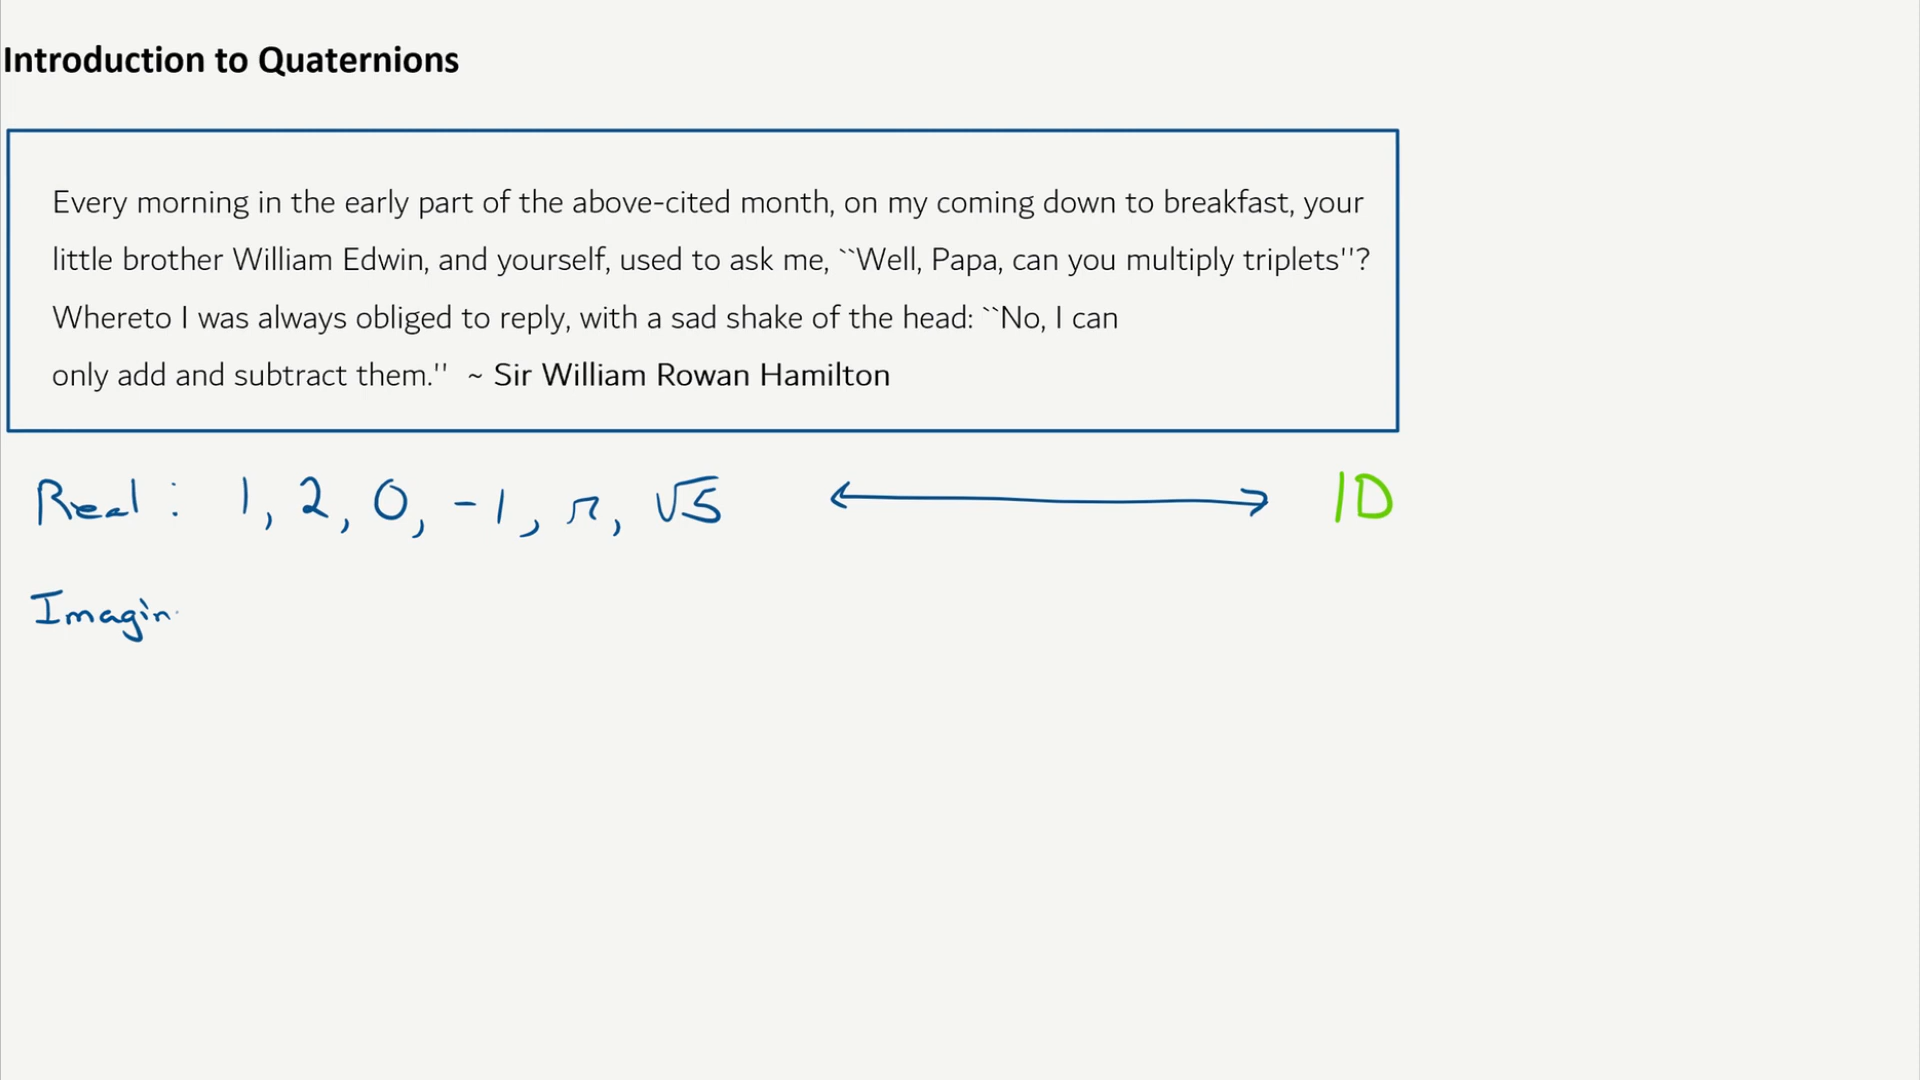 Introduction to Quaternions
Every morning in the early part of the above-cited month, on my coming down to breakfast, your
little brother William Edwin, and yourself, used to ask me, ``Well, Papa, can you multiply triplets''?
Whereto I was always obliged to reply, with a sad shake of the head: ``No, I can
only add and subtract them.'' ~ Sir William Rowan Hamilton
Real : 1, 2, 0, -1, π, √5 1D
Imagin